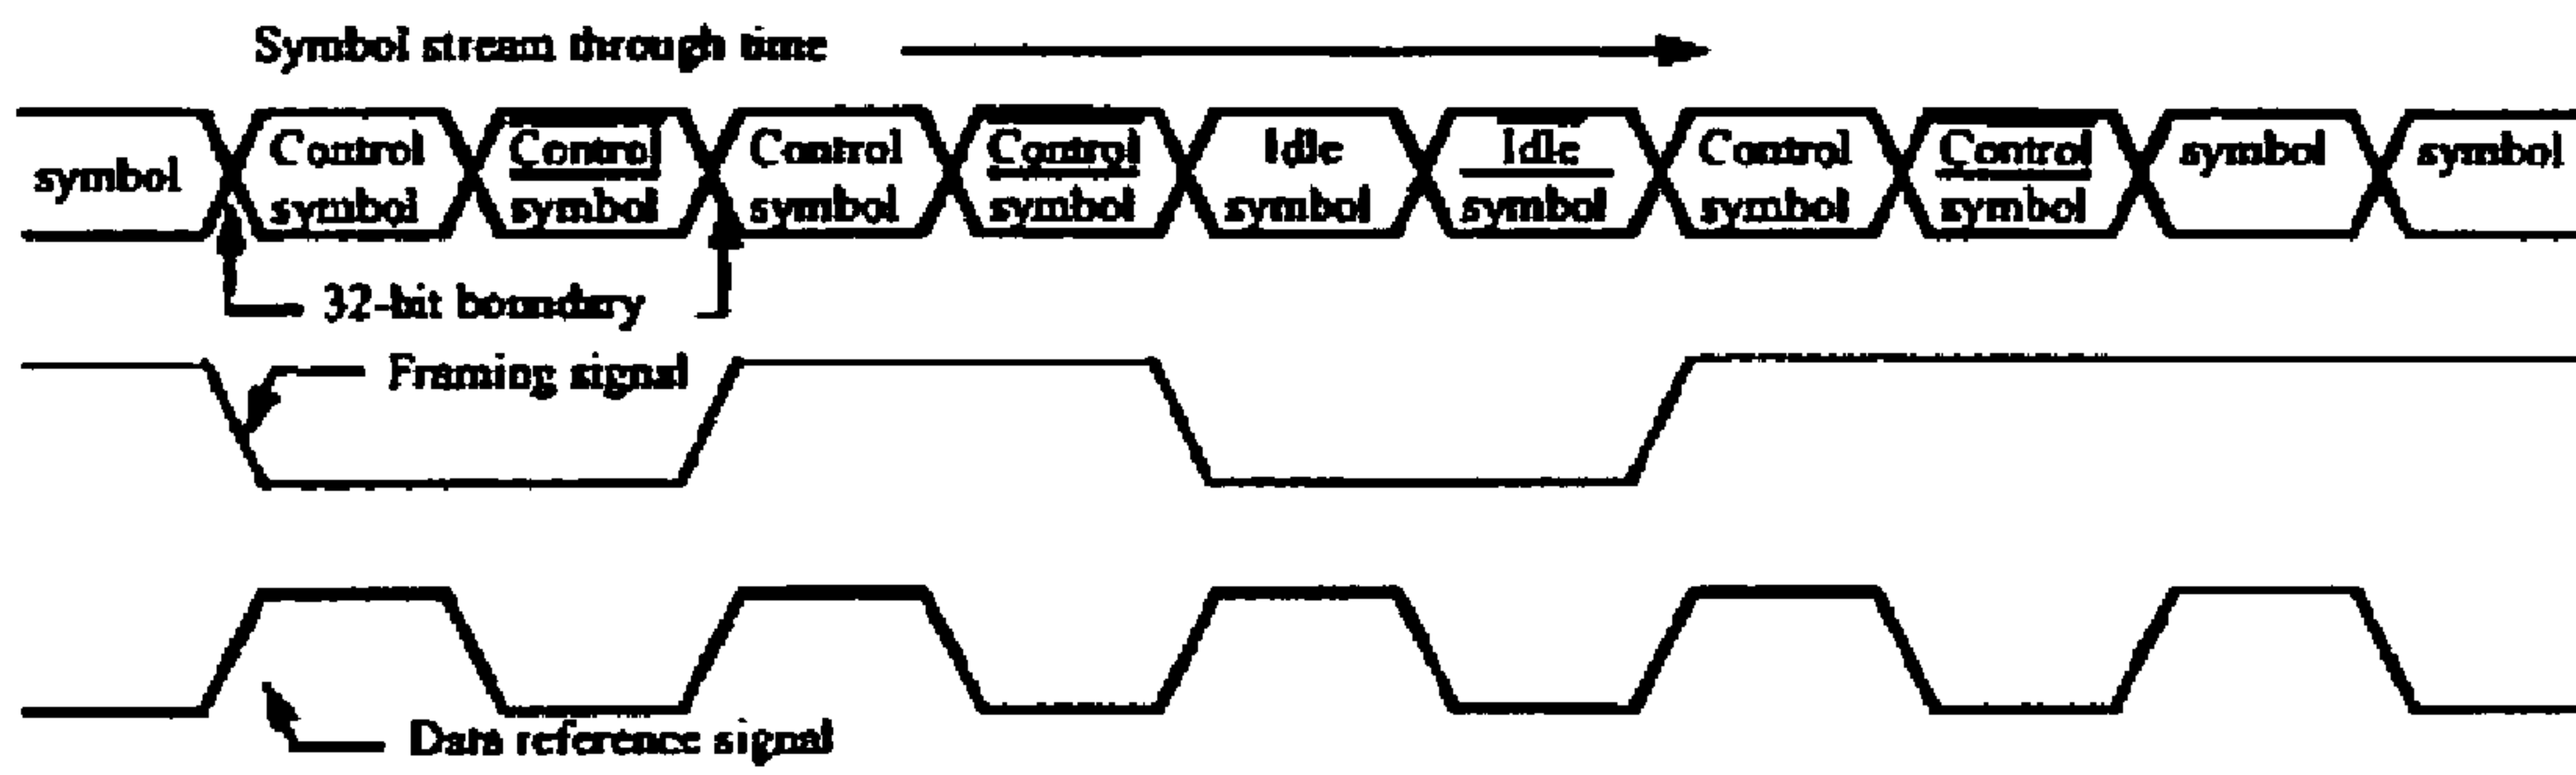 Symbol stream through time
symbol
Control
symbol
Control
symbol
Control
symbol
Control
symbol
Idle
symbol
Idle
symbol
Control
symbol
Control
symbol
symbol
symbol
32-bit boundary
Framing signal
Data reference signal